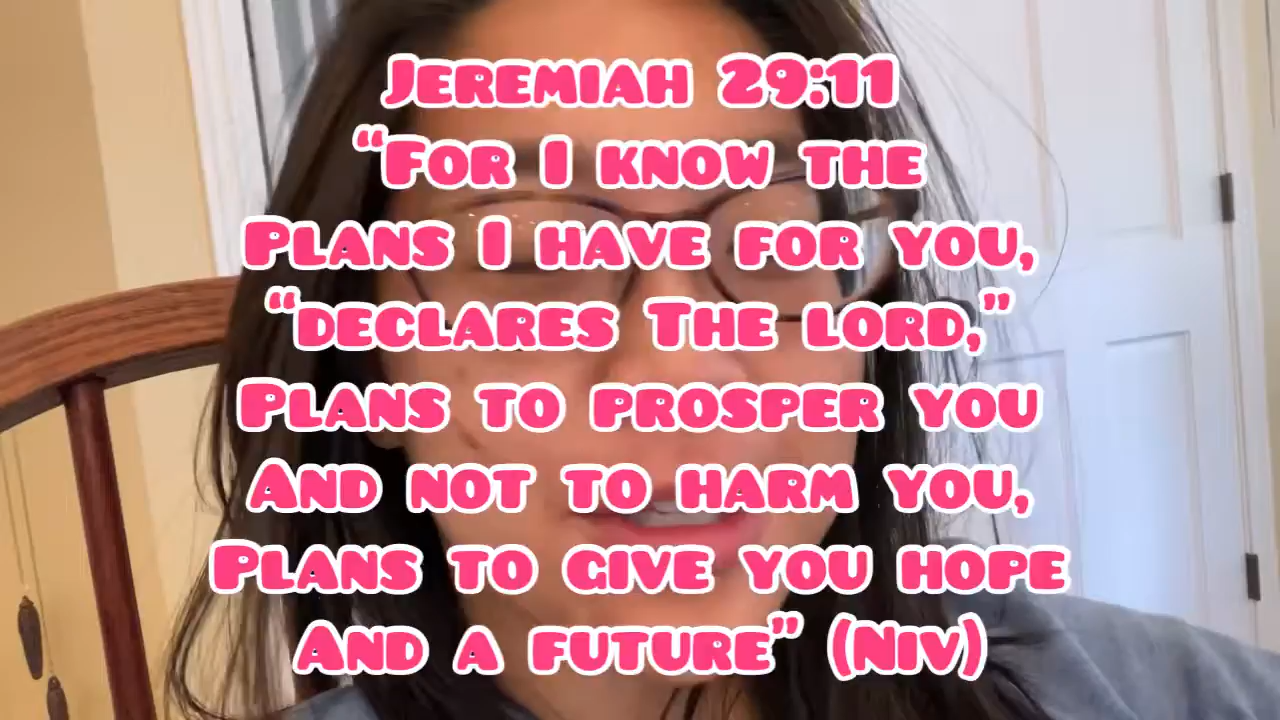 Jeremiah 29:11
“For I know the
Plans I have for you,
“declares The lord,”
Plans to prosper you
And not to harm you,
Plans to give you hope
And a future” (Niv)